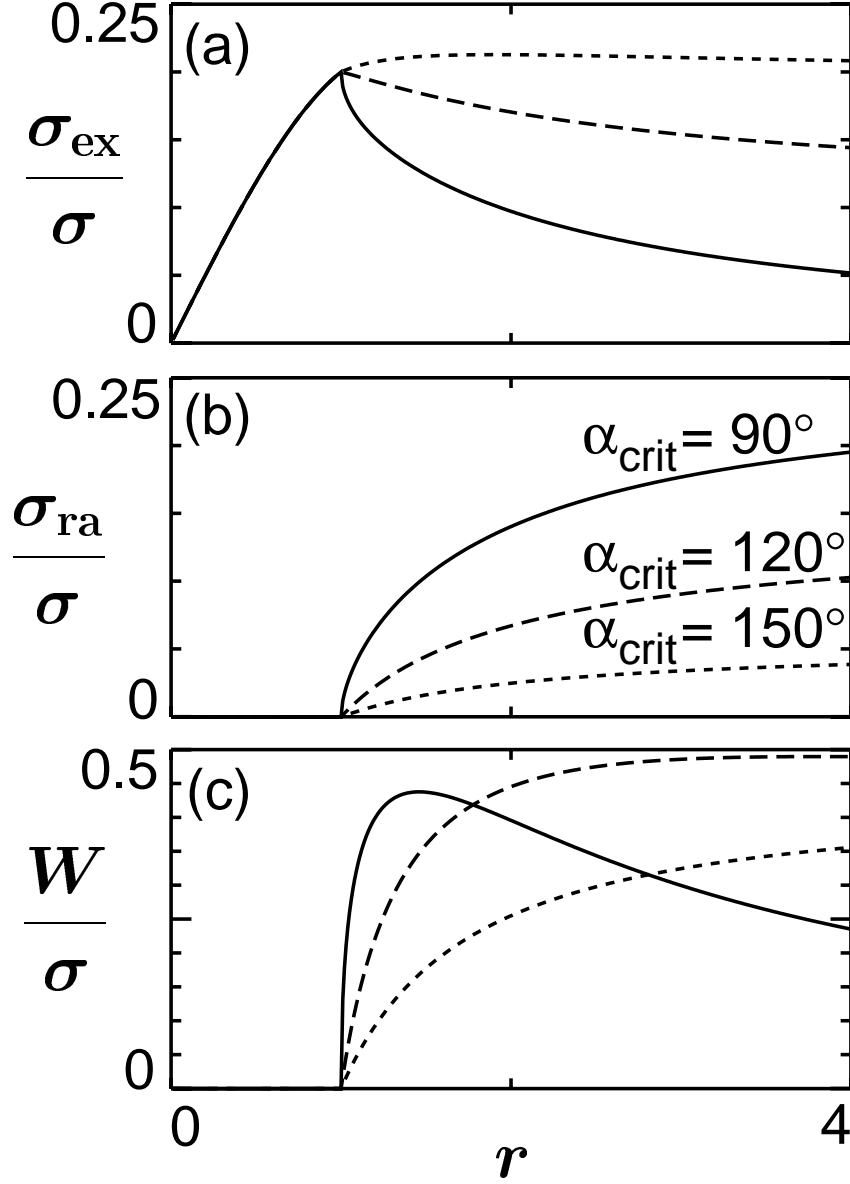 0.25
(a)
σex
σ
0
0.25
(b)
αcrit= 90°
σra
σ
αcrit= 120°
αcrit= 150°
0
0.5
(c)
W
σ
0
0
r
4